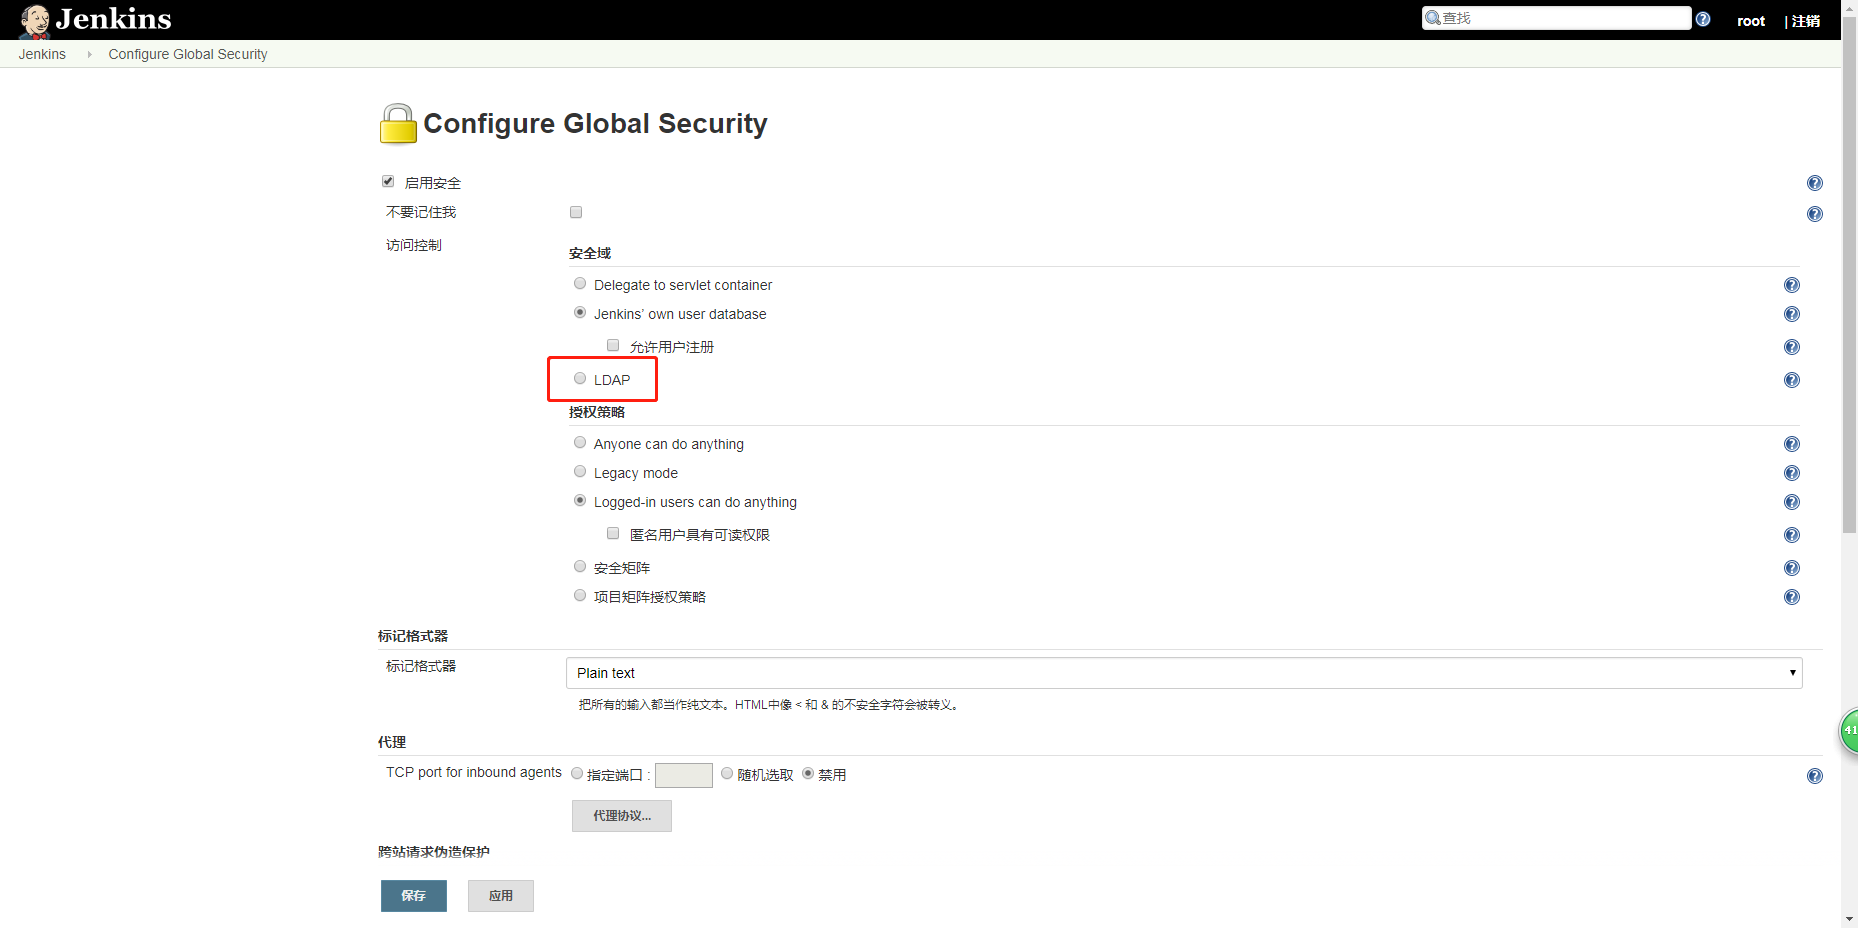 Jenkins
查找
root
| 注销
Jenkins
Configure Global Security
Configure Global Security
启用安全
不要记住我
访问控制
安全域
Delegate to servlet container
Jenkins’ own user database
允许用户注册
LDAP
授权策略
Anyone can do anything
Legacy mode
Logged-in users can do anything
匿名用户具有可读权限
安全矩阵
项目矩阵授权策略
标记格式器
标记格式器
Plain text
把所有的输入都当作纯文本。HTML中像 < 和 & 的不安全字符会被转义。
代理
TCP port for inbound agents 指定端口 : 随机选取 禁用
代理协议...
跨站请求伪造保护
保存 应用
41